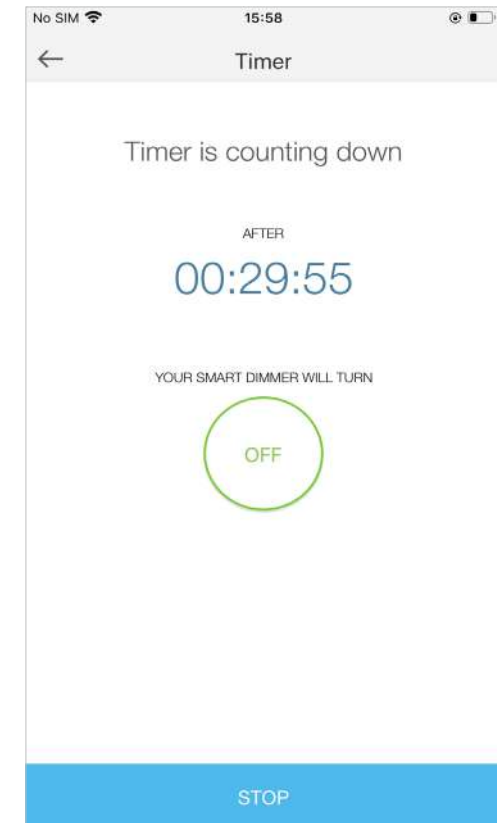 No SIM 15:58
Timer
Timer is counting down
AFTER
00:29:55
YOUR SMART DIMMER WILL TURN
OFF
STOP